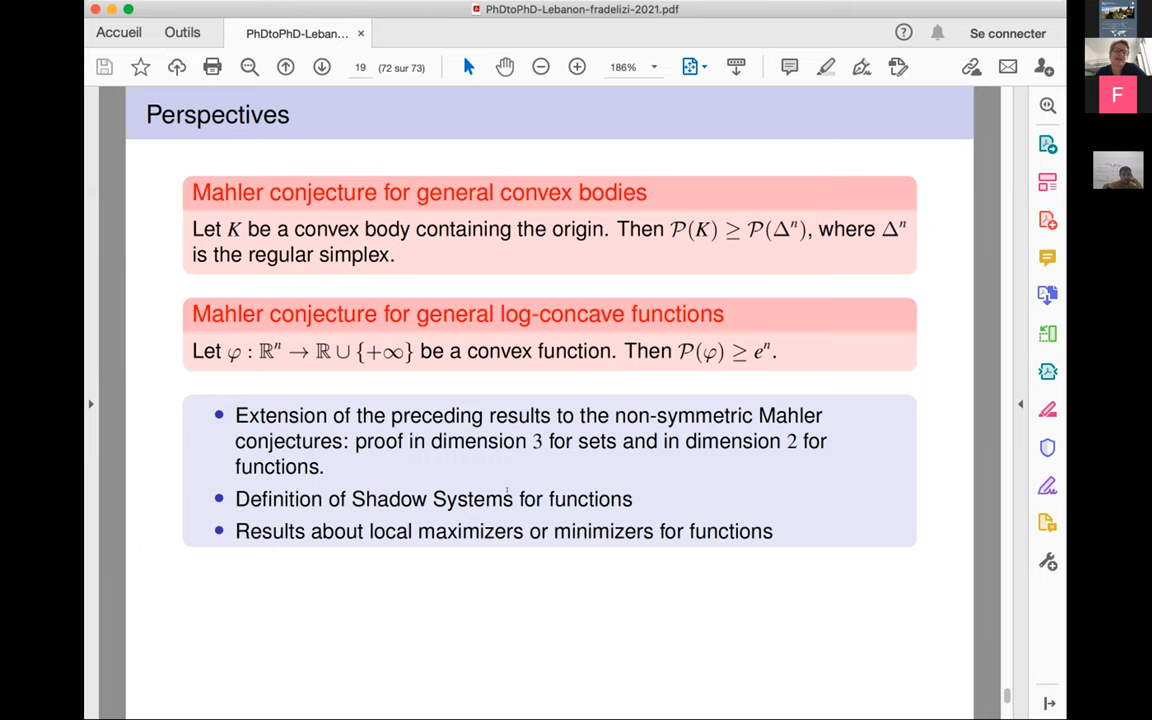 PhDtoPhD-Lebanon-fradelizi-2021.pdf
Accueil Outils PhDtoPhD-Leban... × Se connecter
19 (72 sur 73) 186%
F
Perspectives
Mahler conjecture for general convex bodies
Let K be a convex body containing the origin. Then 𝒫(K) ≥ 𝒫(Δⁿ), where Δⁿ
is the regular simplex.
Mahler conjecture for general log-concave functions
Let φ : ℝⁿ → ℝ ∪ {+∞} be a convex function. Then 𝒫(φ) ≥ eⁿ.
• Extension of the preceding results to the non-symmetric Mahler
conjectures: proof in dimension 3 for sets and in dimension 2 for
functions.
• Definition of Shadow Systems for functions
• Results about local maximizers or minimizers for functions